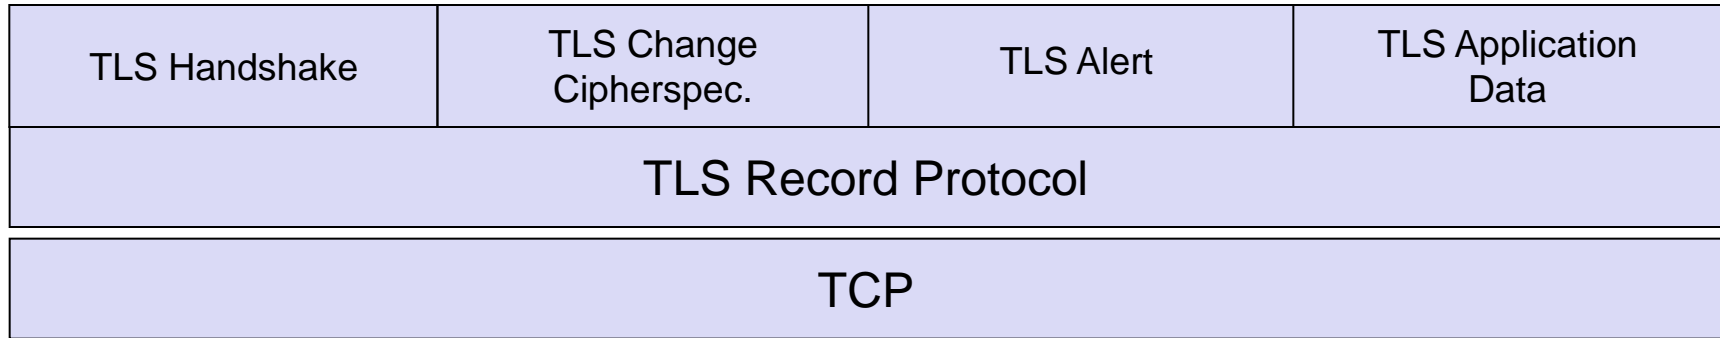 TLS Handshake
TLS Change
Cipherspec.
TLS Alert
TLS Application
Data
TLS Record Protocol
TCP